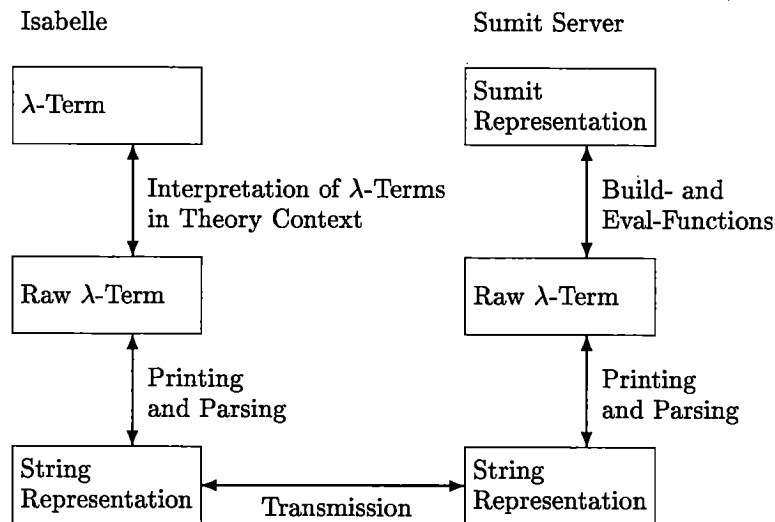 Isabelle
Sumit Server
λ-Term
Sumit
Representation
Interpretation of λ-Terms
in Theory Context
Build- and
Eval-Functions
Raw λ-Term
Raw λ-Term
Printing
and Parsing
Printing
and Parsing
String
Representation
Transmission
String
Representation